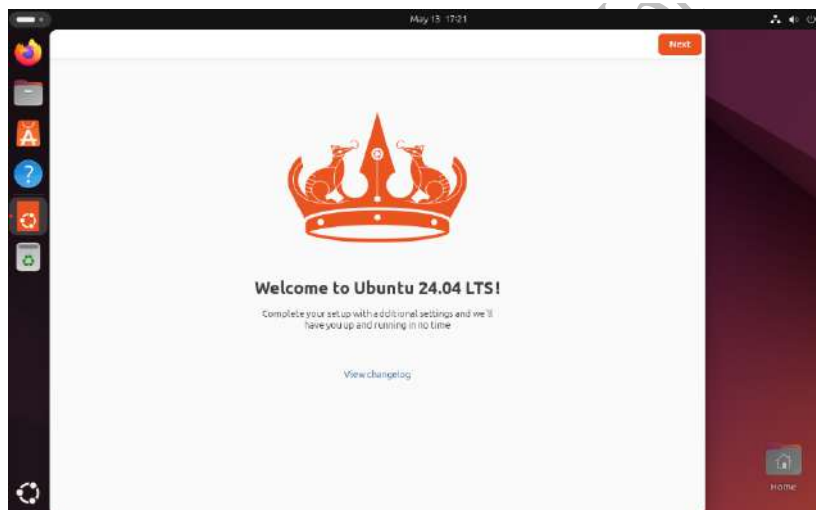 May 13 17:21
Next
Welcome to Ubuntu 24.04 LTS!
Complete your setup with additional settings and we'll
have you up and running in no time
View changelog
Home